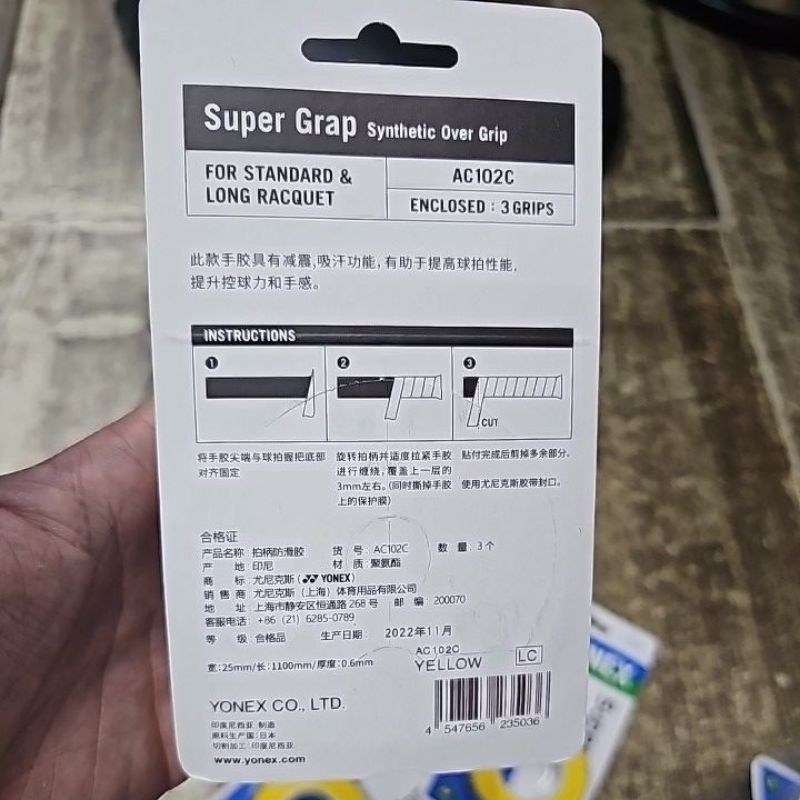 Super Grap Synthetic Over Grip
FOR STANDARD &
LONG RACQUET
AC102C
ENCLOSED : 3 GRIPS
此款手胶具有减震,吸汗功能,有助于提高球拍性能,
提升控球力和手感。
INSTRUCTIONS
1 2 3
CUT
将手胶尖端与球拍握把底部
对齐固定
旋转拍柄并适度拉紧手胶
进行缠绕,覆盖上一层的
3mm左右。(同时撕掉手胶
上的保护膜)
贴付完成后剪掉多余部分。
使用尤尼克斯胶带封口。
合格证
产品名称: 拍柄防滑胶 货 号: AC102C 数 量: 3个
产 地: 印尼 材 质: 聚氨酯
商 标: 尤尼克斯 (YONEX)
销 售 商: 尤尼克斯 (上海) 体育用品有限公司
地 址: 上海市静安区恒通路 268号 邮 编: 200070
客服电话: +86 (21) 6285-0789
等 级: 合格品 生产日期: 2022年11月
AC102C
YELLOW LC
宽:25mm/长:1100mm/厚度:0.6mm
YONEX CO., LTD.
4 547656 235036
印度尼西亚 制造
原料生产国:日本
切割加工:印度尼西亚
www.yonex.com
NEX